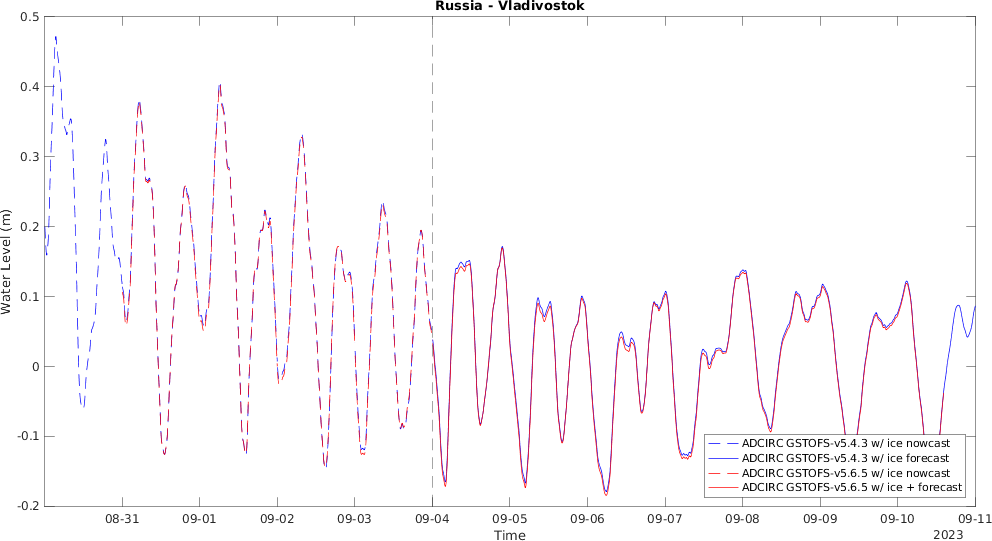 Russia - Vladivostok
0.5
0.4
0.3
0.2
0.1
0
-0.1
-0.2
Water Level (m)
ADCIRC GSTOFS-v5.4.3 w/ ice nowcast
ADCIRC GSTOFS-v5.4.3 w/ ice forecast
ADCIRC GSTOFS-v5.6.5 w/ ice nowcast
ADCIRC GSTOFS-v5.6.5 w/ ice + forecast
08-31 09-01 09-02 09-03 09-04 09-05 09-06 09-07 09-08 09-09 09-10 09-11
Time
2023